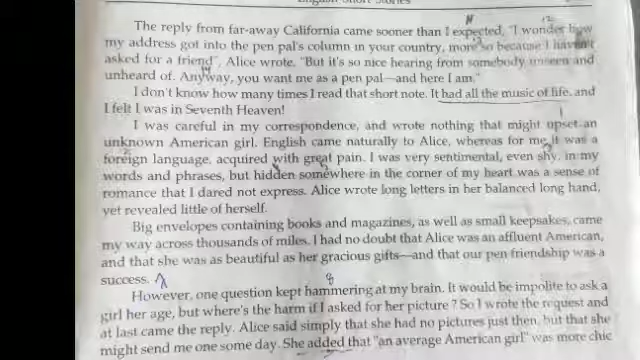 English Short Stories
The reply from far-away California came sooner than I expected, "I wonder how
my address got into the pen pal's column in your country, more so because I haven't
asked for a friend", Alice wrote. "But it's so nice hearing from somebody unseen and
unheard of. Anyway, you want me as a pen pal—and here I am."
I don't know how many times I read that short note. It had all the music of life, and
I felt I was in Seventh Heaven!
I was careful in my correspondence, and wrote nothing that might upset an
unknown American girl. English came naturally to Alice, whereas for me, it was a
foreign language, acquired with great pain. I was very sentimental, even shy, in my
words and phrases, but hidden somewhere in the corner of my heart was a sense of
romance that I dared not express. Alice wrote long letters in her balanced long hand,
yet revealed little of herself.
Big envelopes containing books and magazines, as well as small keepsakes, came
my way across thousands of miles. I had no doubt that Alice was an affluent American,
and that she was as beautiful as her gracious gifts—and that our pen friendship was a
success.
However, one question kept hammering at my brain. It would be impolite to ask a
girl her age, but where's the harm if I asked for her picture ? So I wrote the request and
at last came the reply. Alice said simply that she had no pictures just then, but that she
might send me one some day. She added that "an average American girl" was more chic